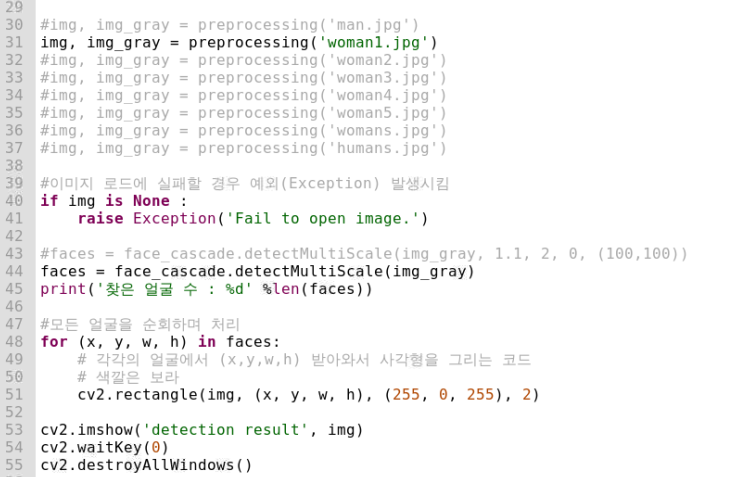 29
30 #img, img_gray = preprocessing('man.jpg')
31 img, img_gray = preprocessing('woman1.jpg')
32 #img, img_gray = preprocessing('woman2.jpg')
33 #img, img_gray = preprocessing('woman3.jpg')
34 #img, img_gray = preprocessing('woman4.jpg')
35 #img, img_gray = preprocessing('woman5.jpg')
36 #img, img_gray = preprocessing('womans.jpg')
37 #img, img_gray = preprocessing('humans.jpg')
38
39 #이미지 로드에 실패할 경우 예외(Exception) 발생시킴
40 if img is None :
41     raise Exception('Fail to open image.')
42
43 #faces = face_cascade.detectMultiScale(img_gray, 1.1, 2, 0, (100,100))
44 faces = face_cascade.detectMultiScale(img_gray)
45 print('찾은 얼굴 수 : %d' %len(faces))
46
47 #모든 얼굴을 순회하며 처리
48 for (x, y, w, h) in faces:
49     # 각각의 얼굴에서 (x,y,w,h) 받아와서 사각형을 그리는 코드
50     # 색깔은 보라
51     cv2.rectangle(img, (x, y, w, h), (255, 0, 255), 2)
52
53 cv2.imshow('detection result', img)
54 cv2.waitKey(0)
55 cv2.destroyAllWindows()